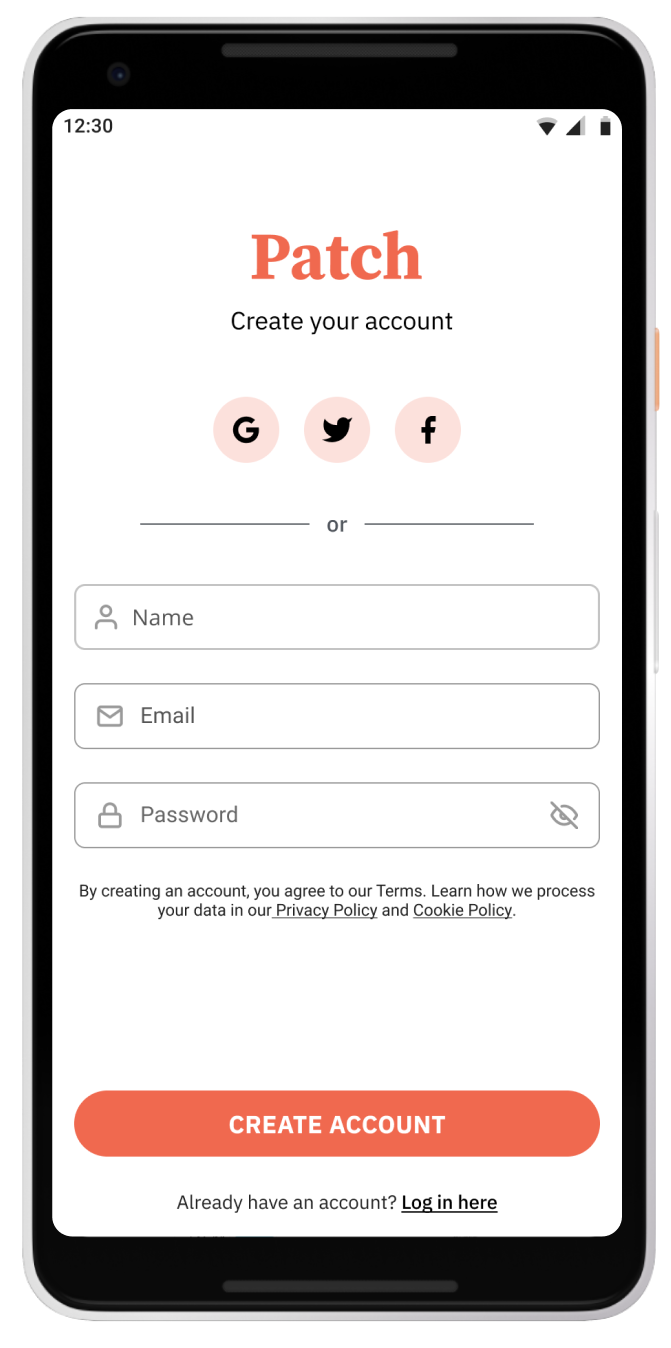 12:30
Patch
Create your account
or
Name
Email
Password
By creating an account, you agree to our Terms. Learn how we process
your data in our Privacy Policy and Cookie Policy.
CREATE ACCOUNT
Already have an account? Log in here